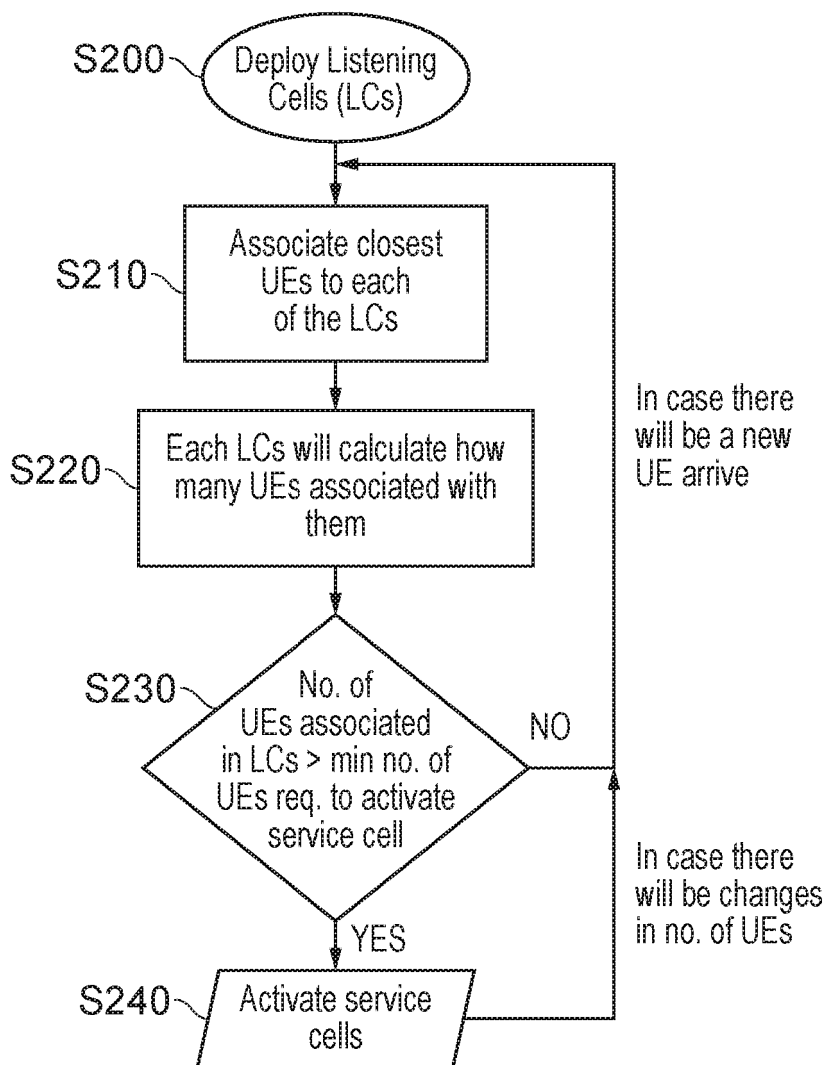 S200
Deploy Listening
Cells (LCs)
S210
Associate closest
UEs to each
of the LCs
S220
Each LCs will calculate how
many UEs associated with
them
In case there
will be a new
UE arrive
S230
No. of
UEs associated
in LCs > min no. of
UEs req. to activate
service cell
NO
YES
In case there
will be changes
in no. of UEs
S240
Activate service
cells